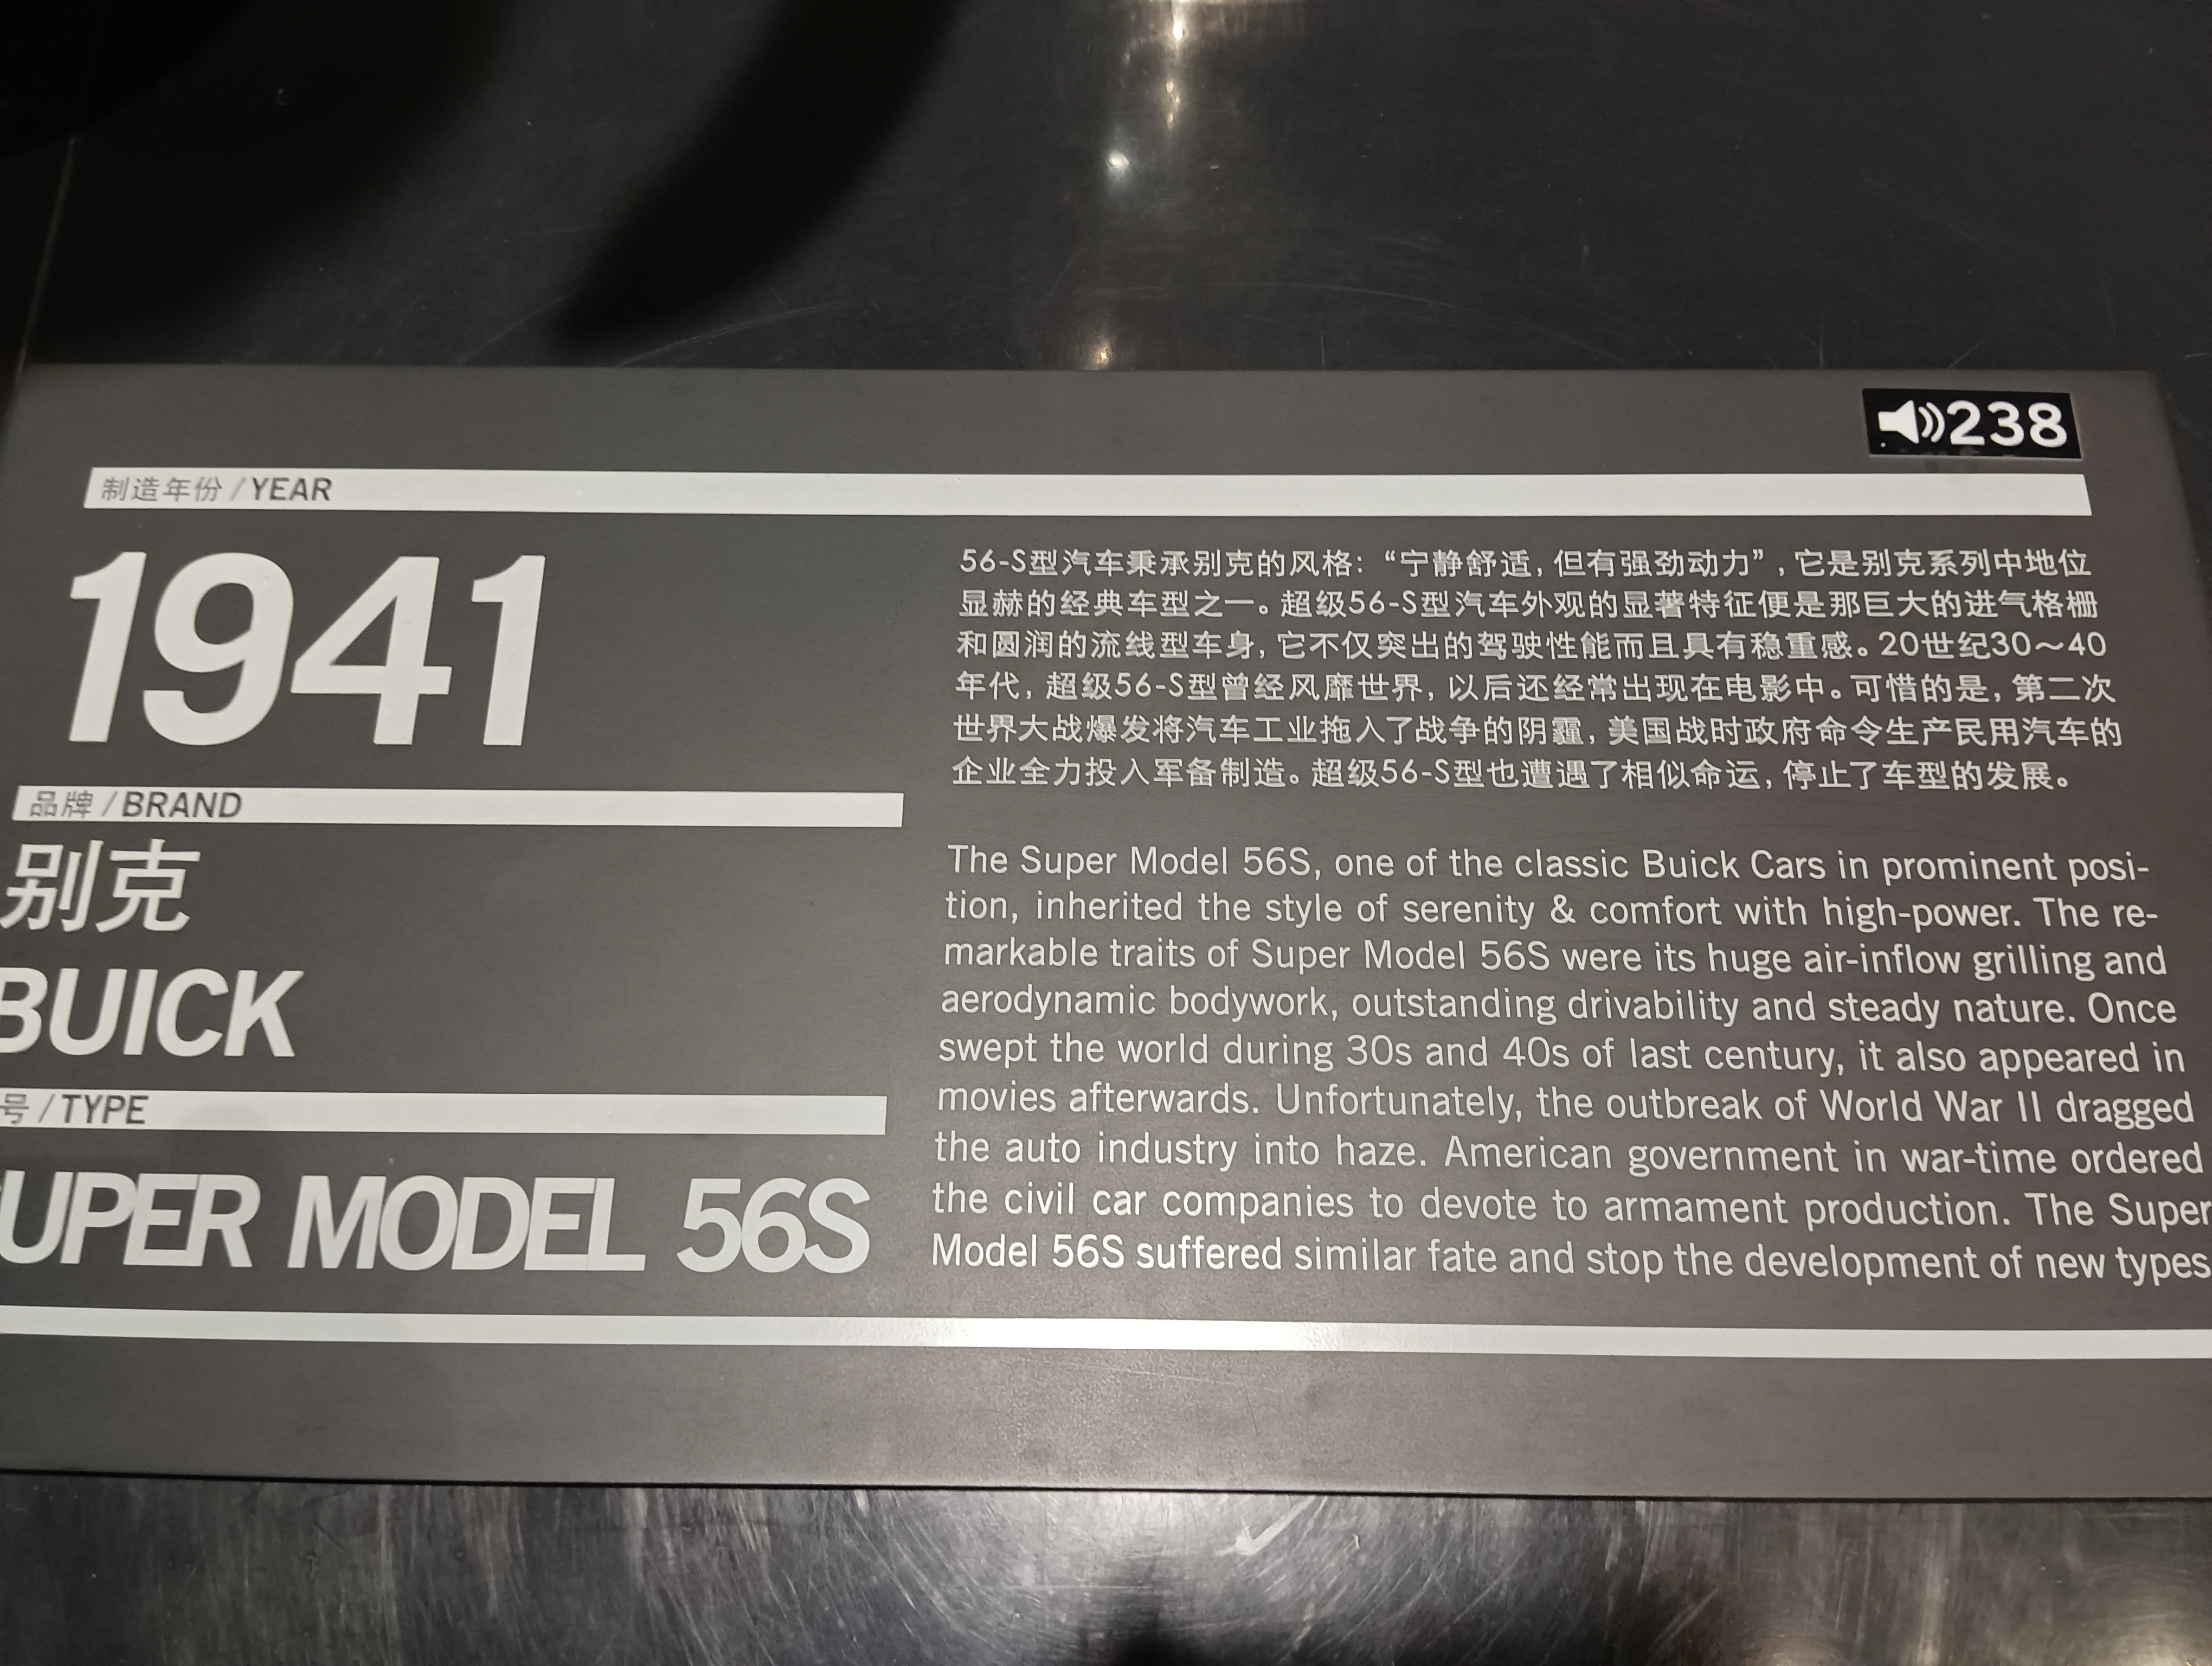 238
制造年份 / YEAR
1941
品牌 / BRAND
别克
BUICK
号 / TYPE
UPER MODEL 56S
56-S型汽车秉承别克的风格：“宁静舒适，但有强劲动力”，它是别克系列中地位
显赫的经典车型之一。超级56-S型汽车外观的显著特征便是那巨大的进气格栅
和圆润的流线型车身，它不仅突出的驾驶性能而且具有稳重感。20世纪30～40
年代，超级56-S型曾经风靡世界，以后还经常出现在电影中。可惜的是，第二次
世界大战爆发将汽车工业拖入了战争的阴霾，美国战时政府命令生产民用汽车的
企业全力投入军备制造。超级56-S型也遭遇了相似命运，停止了车型的发展。
The Super Model 56S, one of the classic Buick Cars in prominent posi-
tion, inherited the style of serenity & comfort with high-power. The re-
markable traits of Super Model 56S were its huge air-inflow grilling and
aerodynamic bodywork, outstanding drivability and steady nature. Once
swept the world during 30s and 40s of last century, it also appeared in
movies afterwards. Unfortunately, the outbreak of World War II dragged
the auto industry into haze. American government in war-time ordered
the civil car companies to devote to armament production. The Super
Model 56S suffered similar fate and stop the development of new types